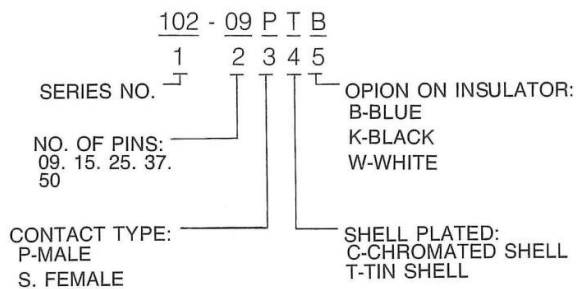 102 - 09 P T B
1 2 3 4 5
SERIES NO.
OPION ON INSULATOR:
B-BLUE
K-BLACK
W-WHITE
NO. OF PINS:
09. 15. 25. 37.
50
CONTACT TYPE:
P-MALE
S. FEMALE
SHELL PLATED:
C-CHROMATED SHELL
T-TIN SHELL